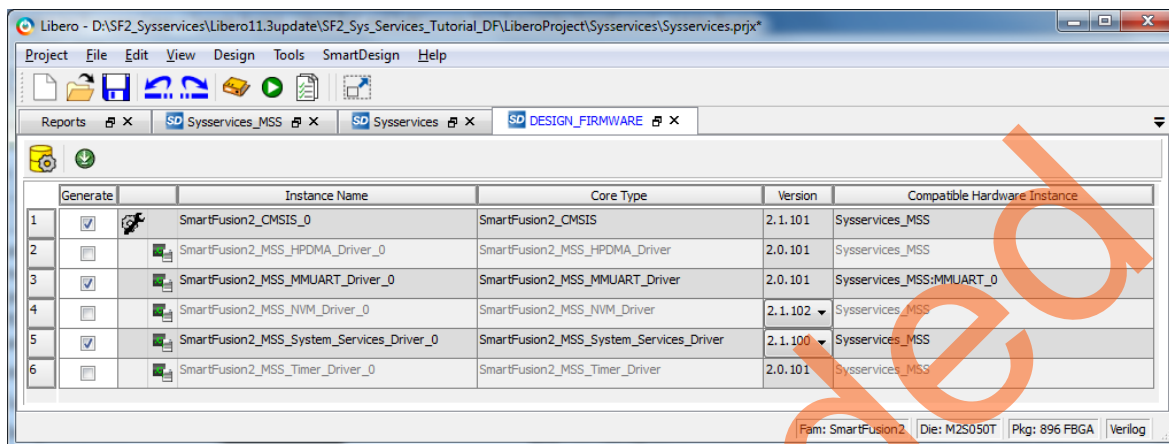 Libero - D:\SF2_Sysservices\Libero11.3update\SF2_Sys_Services_Tutorial_DF\LiberoProject\Sysservices\Sysservices.prjx*
Project File Edit View Design Tools SmartDesign Help
Reports SD Sysservices_MSS SD Sysservices SD DESIGN_FIRMWARE
Generate Instance Name Core Type Version Compatible Hardware Instance
1 SmartFusion2_CMSIS_0 SmartFusion2_CMSIS 2.1.101 Sysservices_MSS
2 SmartFusion2_MSS_HPDMA_Driver_0 SmartFusion2_MSS_HPDMA_Driver 2.0.101 Sysservices_MSS
3 SmartFusion2_MSS_MMUART_Driver_0 SmartFusion2_MSS_MMUART_Driver 2.0.101 Sysservices_MSS:MMUART_0
4 SmartFusion2_MSS_NVM_Driver_0 SmartFusion2_MSS_NVM_Driver 2.1.102 Sysservices_MSS
5 SmartFusion2_MSS_System_Services_Driver_0 SmartFusion2_MSS_System_Services_Driver 2.1.100 Sysservices_MSS
6 SmartFusion2_MSS_Timer_Driver_0 SmartFusion2_MSS_Timer_Driver 2.0.101 Sysservices_MSS
Fam: SmartFusion2 Die: M2S050T Pkg: 896 FBGA Verilog